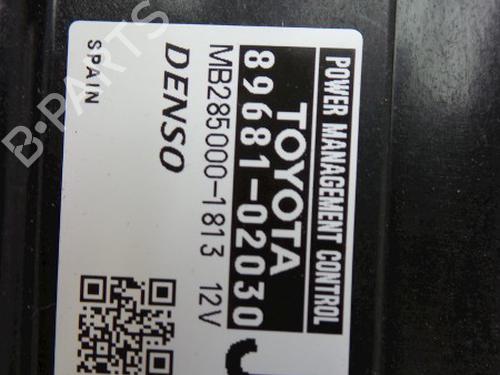 POWER MANAGEMENT CONTROL
TOYOTA
89681-02030
MB285000-1813 12V
DENSO
SPAIN
B-PARTS